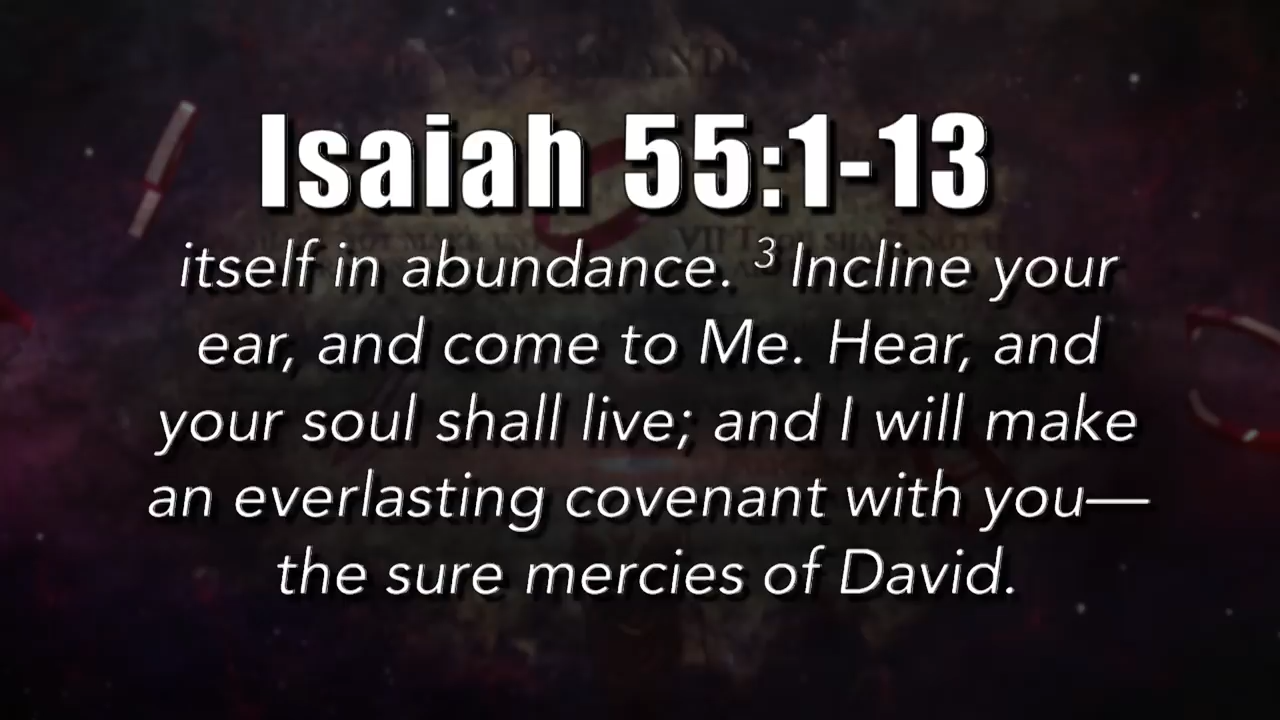 Isaiah 55:1-13
itself in abundance. ³ Incline your
ear, and come to Me. Hear, and
your soul shall live; and I will make
an everlasting covenant with you—
the sure mercies of David.